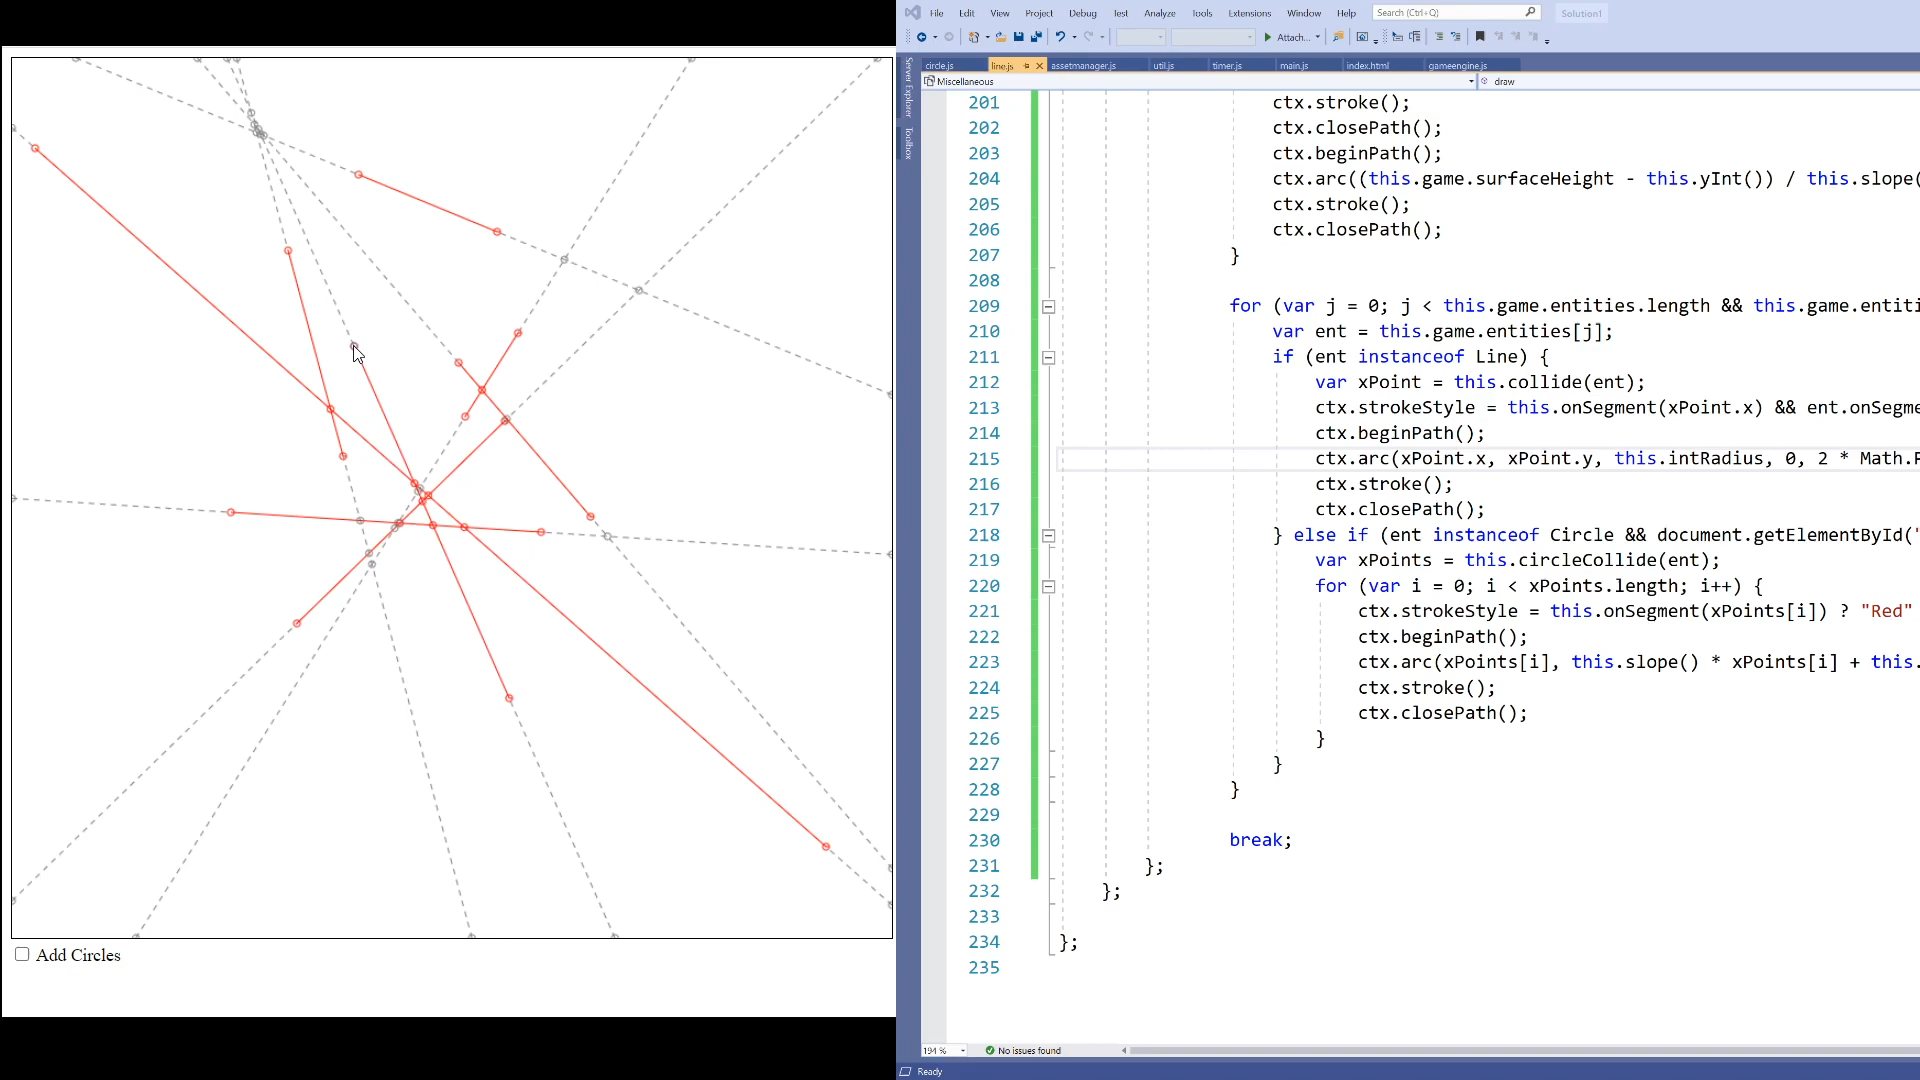 Add Circles
File Edit View Project Debug Test Analyze Tools Extensions Window Help Search (Ctrl+Q) Solution1
Attach...
Server Explorer
Toolbox
circle.js line.js assetmanager.js util.js timer.js main.js index.html gameengine.js
Miscellaneous draw
201 ctx.stroke();
202 ctx.closePath();
203 ctx.beginPath();
204 ctx.arc((this.game.surfaceHeight - this.yInt()) / this.slope(
205 ctx.stroke();
206 ctx.closePath();
207 }
208
209 for (var j = 0; j < this.game.entities.length && this.game.entiti
210 var ent = this.game.entities[j];
211 if (ent instanceof Line) {
212 var xPoint = this.collide(ent);
213 ctx.strokeStyle = this.onSegment(xPoint.x) && ent.onSegme
214 ctx.beginPath();
215 ctx.arc(xPoint.x, xPoint.y, this.intRadius, 0, 2 * Math.P
216 ctx.stroke();
217 ctx.closePath();
218 } else if (ent instanceof Circle && document.getElementById('
219 var xPoints = this.circleCollide(ent);
220 for (var i = 0; i < xPoints.length; i++) {
221 ctx.strokeStyle = this.onSegment(xPoints[i]) ? "Red"
222 ctx.beginPath();
223 ctx.arc(xPoints[i], this.slope() * xPoints[i] + this.
224 ctx.stroke();
225 ctx.closePath();
226 }
227 }
228 }
229
230 break;
231 };
232 };
233
234 };
235
194 % No issues found
Ready